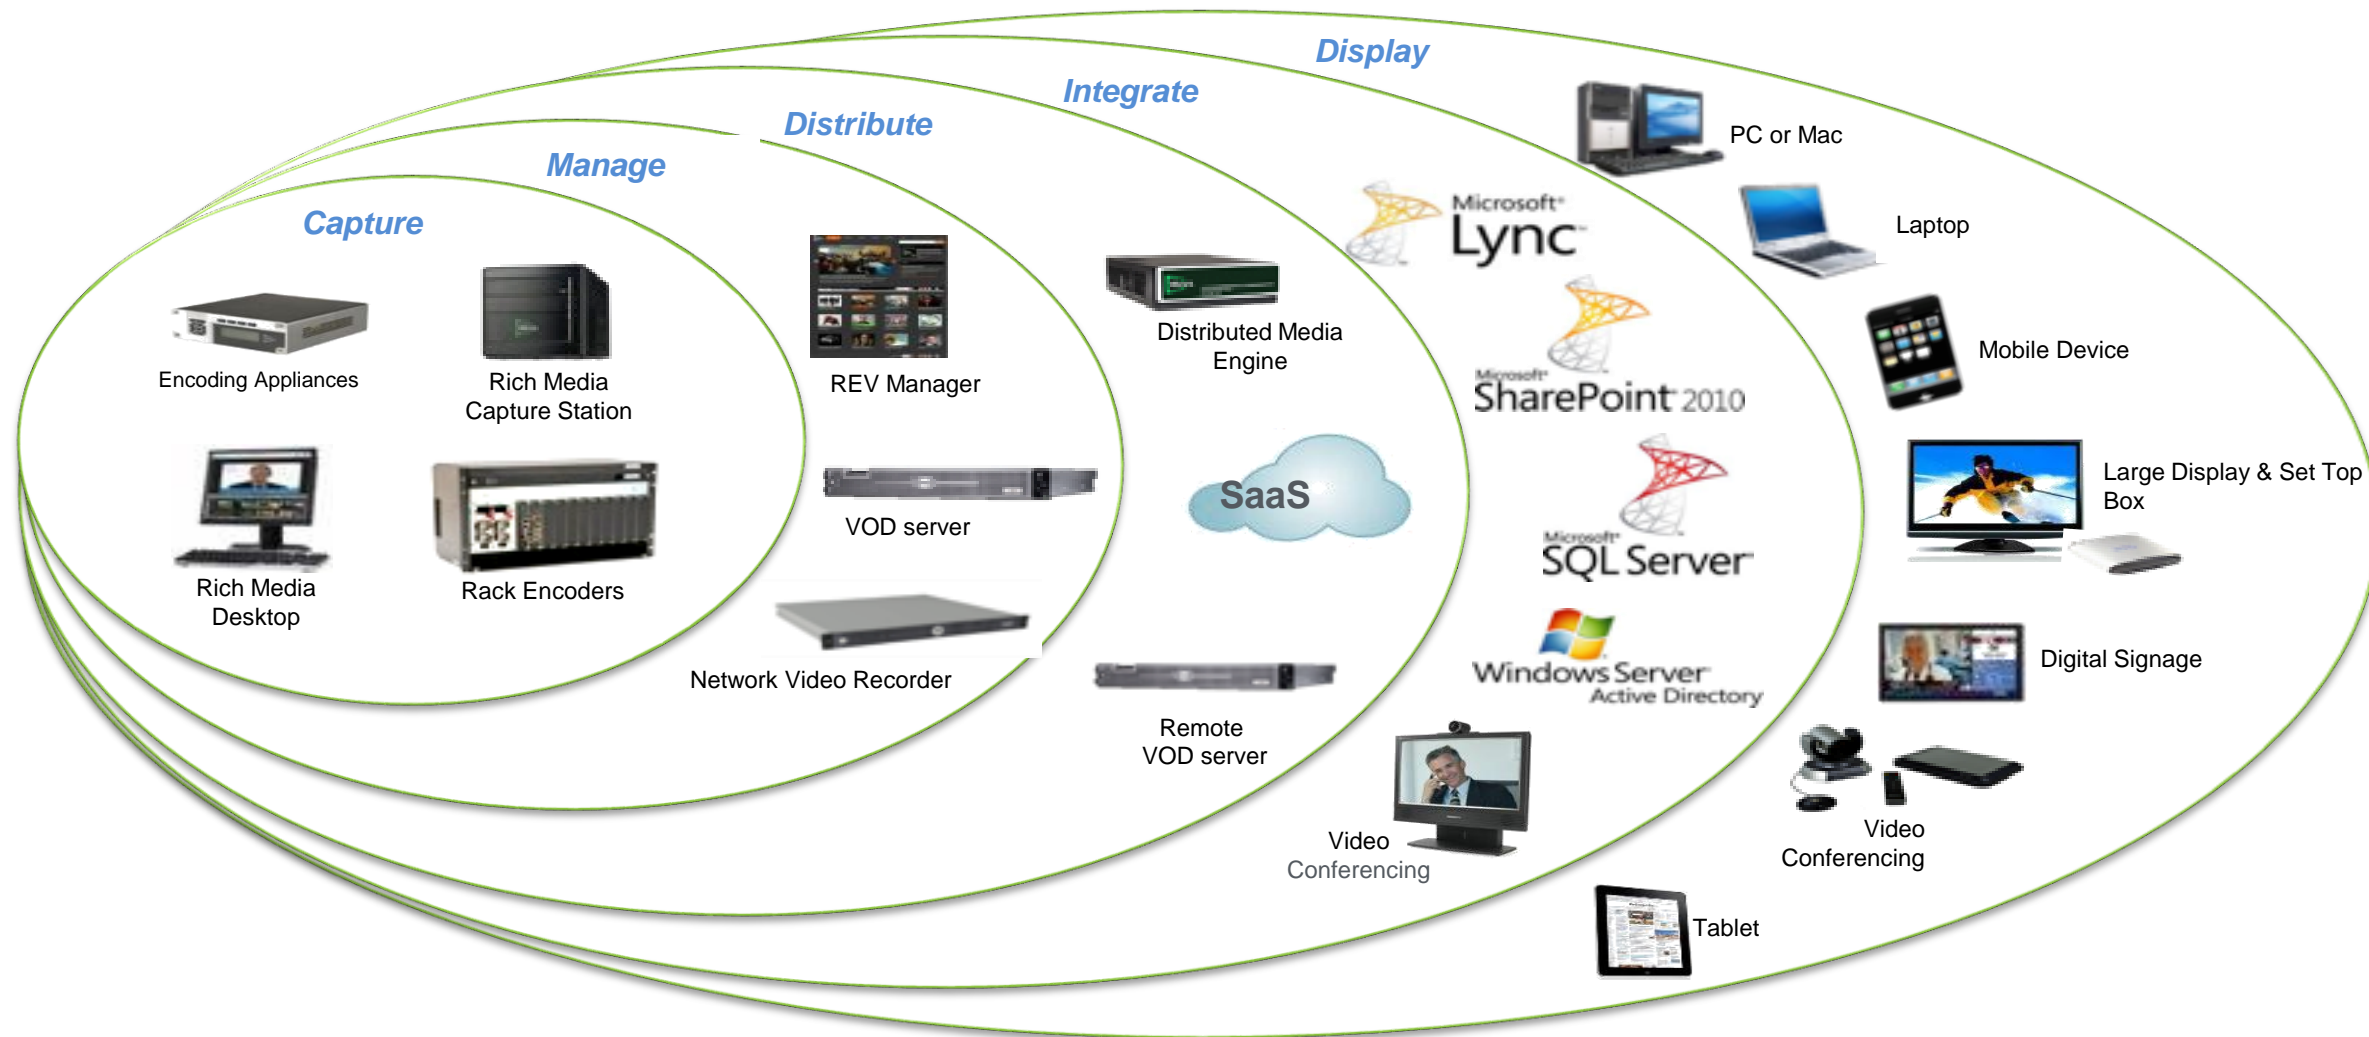 Display
Integrate
Distribute
Manage
Capture
Encoding Appliances
Rich Media
Capture Station
Rich Media
Desktop
Rack Encoders
REV Manager
VOD server
Network Video Recorder
Distributed Media
Engine
SaaS
Remote
VOD server
Microsoft
Lync
Microsoft
SharePoint 2010
Microsoft
SQL Server
Windows Server
Active Directory
Video
Conferencing
PC or Mac
Laptop
Mobile Device
Large Display & Set Top
Box
Digital Signage
Video
Conferencing
Tablet